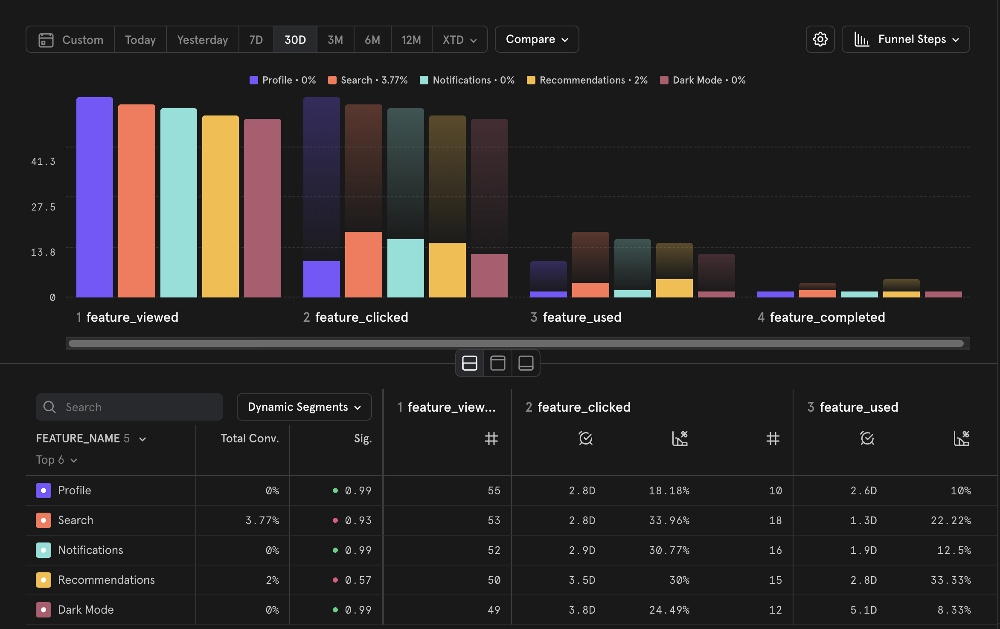 Custom Today Yesterday 7D 30D 3M 6M 12M XTD Compare Funnel Steps
Profile • 0% Search • 3.77% Notifications • 0% Recommendations • 2% Dark Mode • 0%
41.3
27.5
13.8
0
1 feature_viewed 2 feature_clicked 3 feature_used 4 feature_completed
Search Dynamic Segments 1 feature_view... 2 feature_clicked 3 feature_used
FEATURE_NAME 5 Total Conv. Sig.
Top 6
Profile 0% 0.99 55 2.8D 18.18% 10 2.6D 10%
Search 3.77% 0.93 53 2.8D 33.96% 18 1.3D 22.22%
Notifications 0% 0.99 52 2.9D 30.77% 16 1.9D 12.5%
Recommendations 2% 0.57 50 3.5D 30% 15 2.8D 33.33%
Dark Mode 0% 0.99 49 3.8D 24.49% 12 5.1D 8.33%